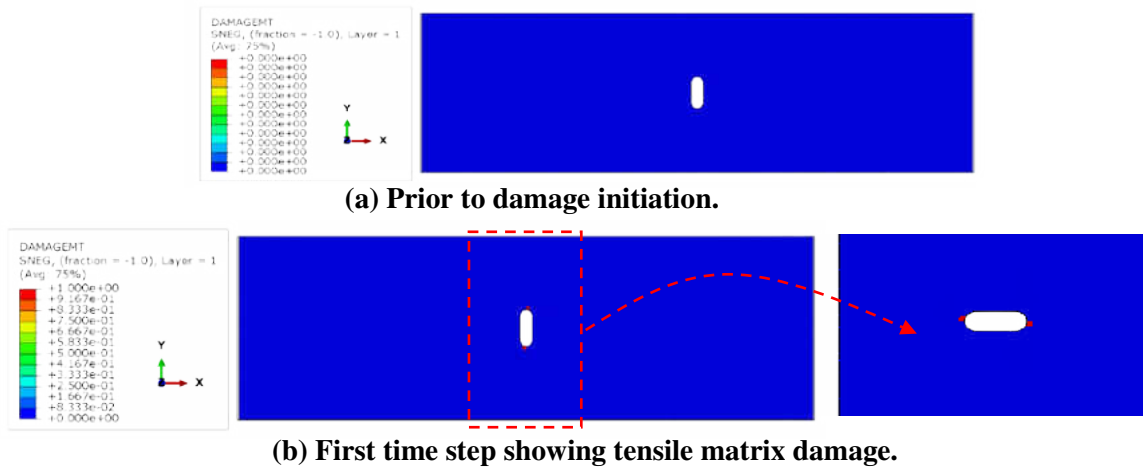 DAMAGEMT
SNEG, (fraction = -1.0), Layer = 1
(Avg: 75%)
+0.000e+00
+0.000e+00
+0.000e+00
+0.000e+00
+0.000e+00
+0.000e+00
+0.000e+00
+0.000e+00
+0.000e+00
+0.000e+00
+0.000e+00
+0.000e+00
+0.000e+00
Y
X
(a) Prior to damage initiation.
DAMAGEMT
SNEG, (fraction = -1.0), Layer = 1
(Avg: 75%)
+1.000e+00
+9.167e-01
+8.333e-01
+7.500e-01
+6.667e-01
+5.833e-01
+5.000e-01
+4.167e-01
+3.333e-01
+2.500e-01
+1.667e-01
+8.333e-02
+0.000e+00
Y
X
(b) First time step showing tensile matrix damage.